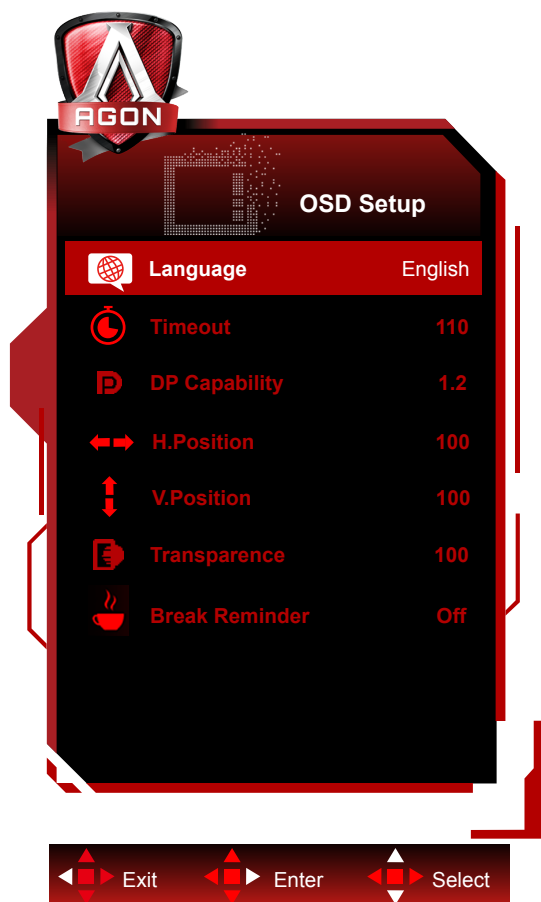 AGON
OSD Setup
Language English
Timeout 110
DP Capability 1.2
H.Position 100
V.Position 100
Transparence 100
Break Reminder Off
Exit Enter Select